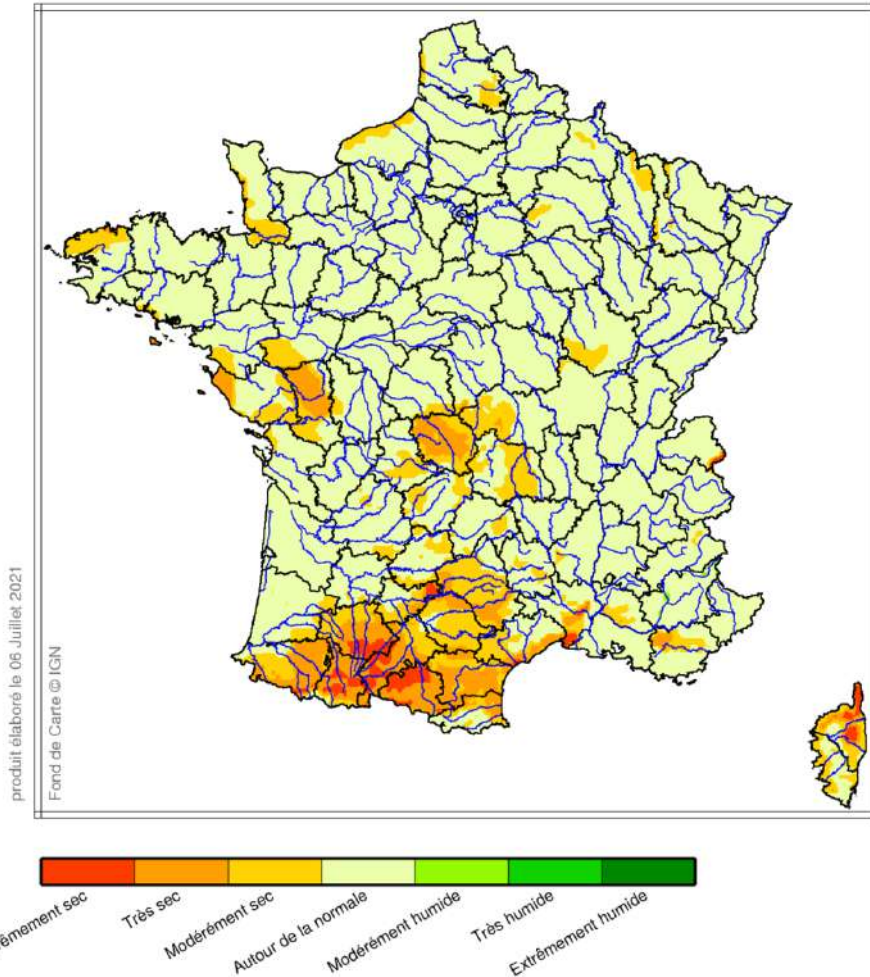 produit élaboré le 06 Juillet 2021
Fond de Carte © IGN
Très sec
Modérément sec
Autour de la normale
Modérément humide
Très humide
Extrêmement humide